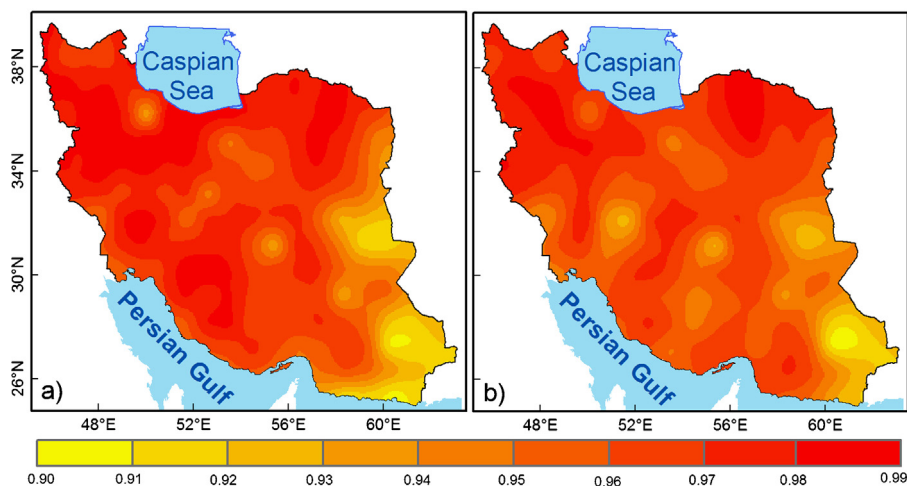 a)
Caspian
Sea
Persian Gulf
38°N
34°N
30°N
26°N
48°E
52°E
56°E
60°E
b)
Caspian
Sea
Persian Gulf
48°E
52°E
56°E
60°E
0.90 0.91 0.92 0.93 0.94 0.95 0.96 0.97 0.98 0.99